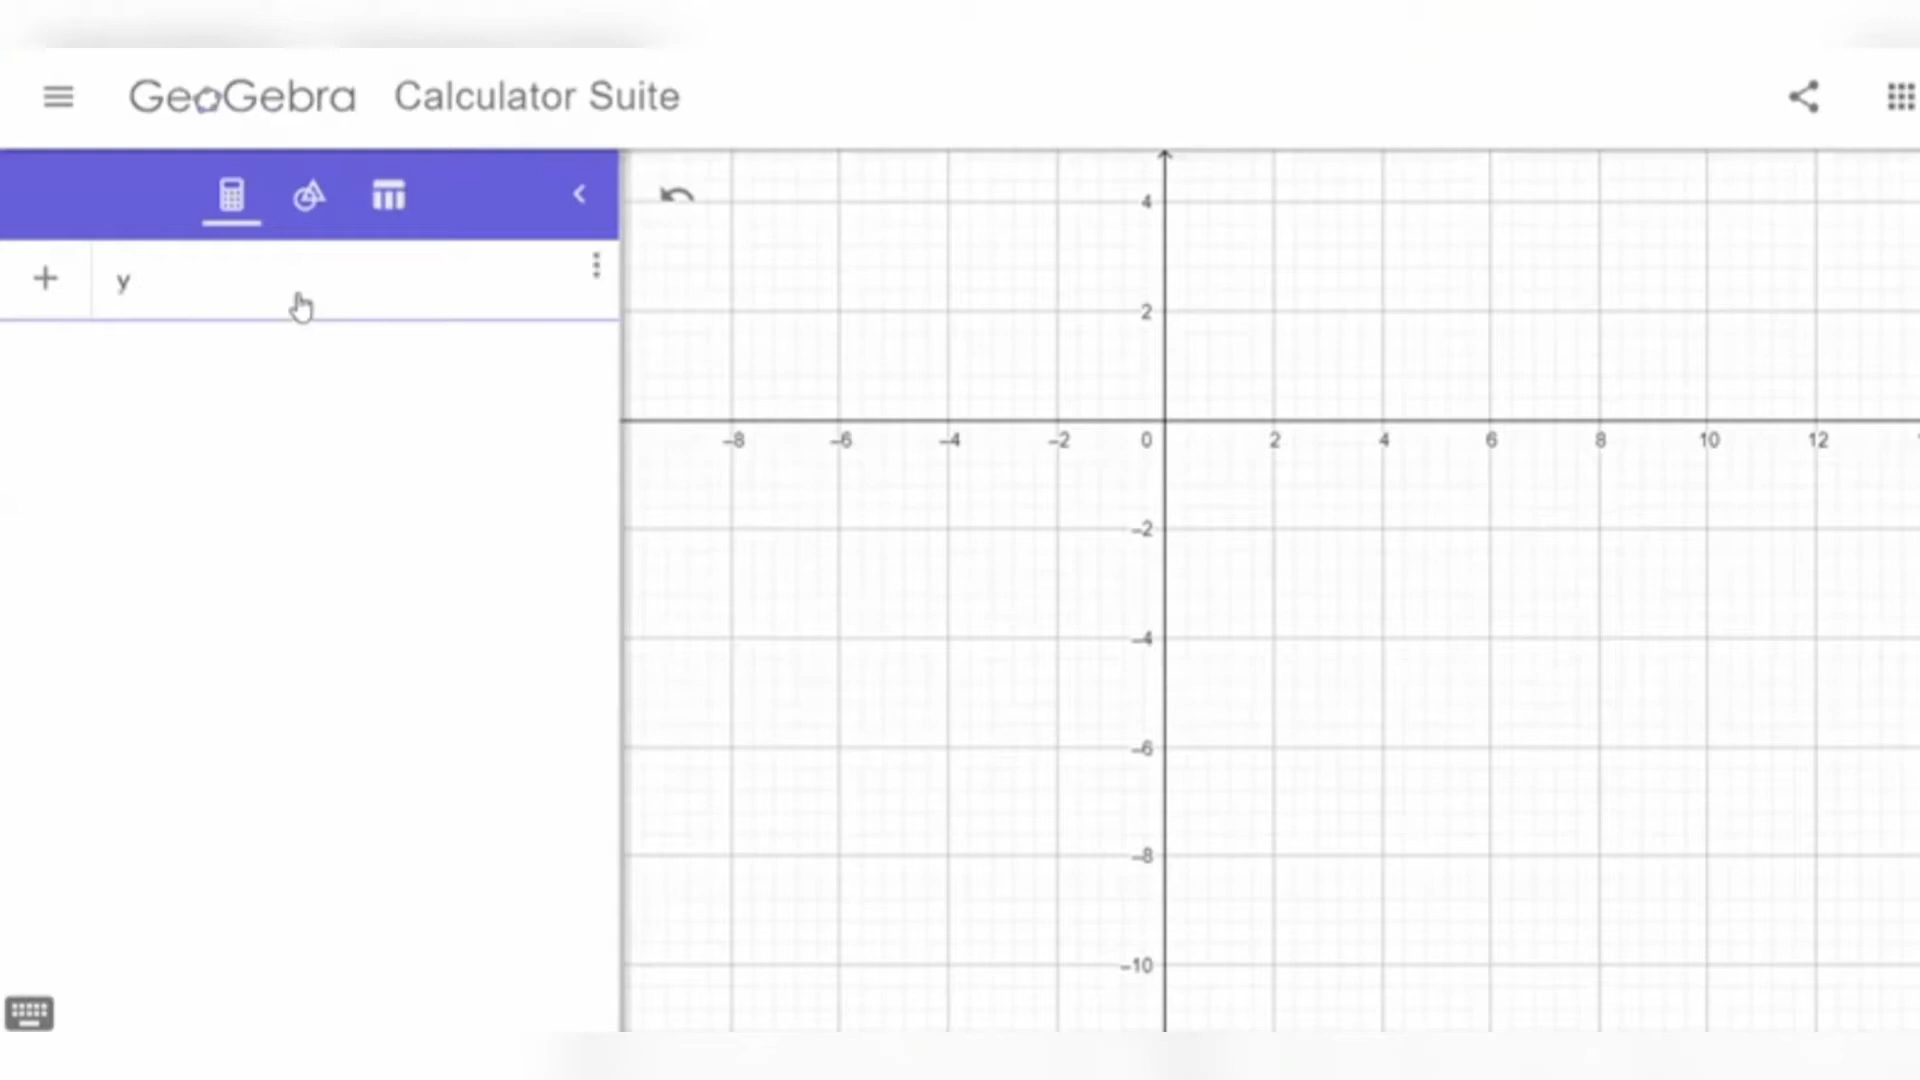 GeoGebra Calculator Suite
y
4
2
–8 –6 –4 –2 0 2 4 6 8 10 12
–2
–4
–6
–8
–10